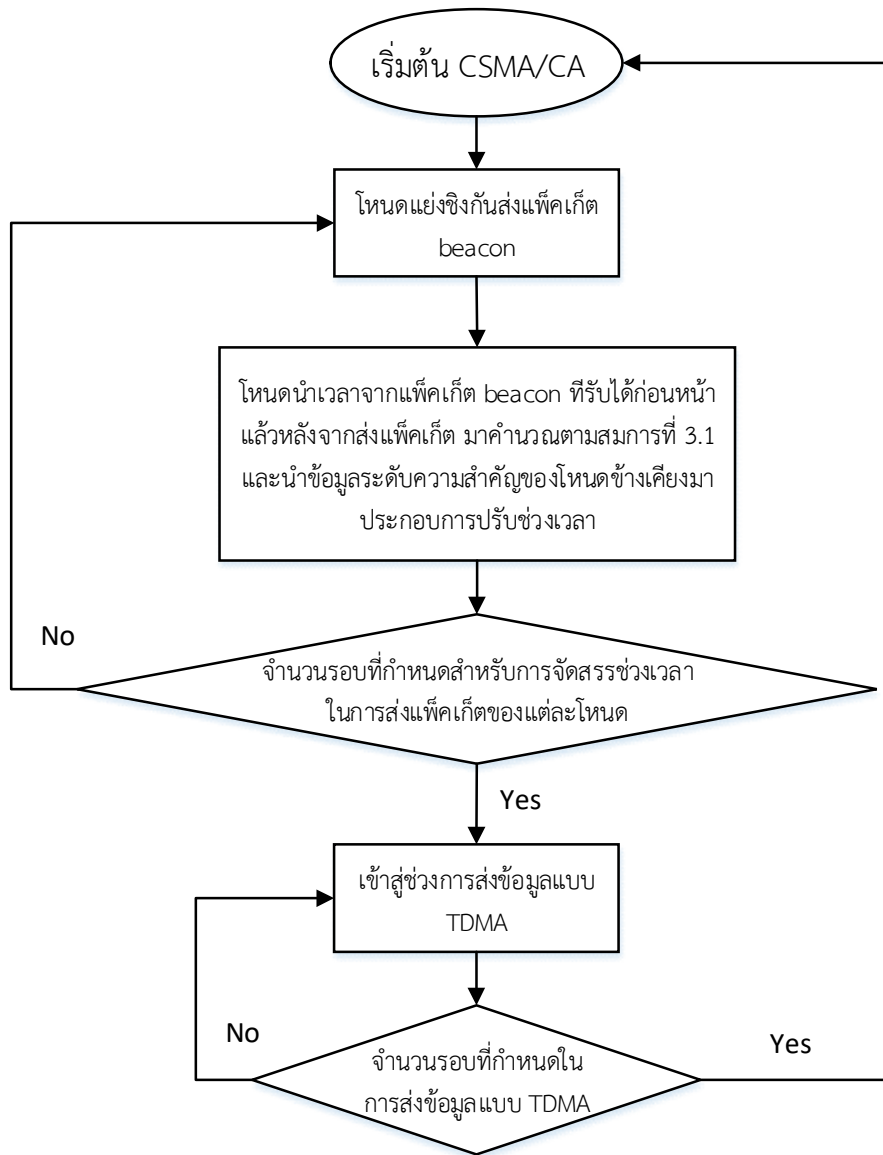 เริ่มต้น CSMA/CA
โหนดแย่งชิงกันส่งแพ็คเก็ต
beacon
โหนดนำเวลาจากแพ็คเก็ต beacon ที่รับได้ก่อนหน้า
แล้วหลังจากส่งแพ็คเก็ต มาคำนวณตามสมการที่ 3.1
และนำข้อมูลระดับความสำคัญของโหนดข้างเคียงมา
ประกอบการปรับช่วงเวลา
No
จำนวนรอบที่กำหนดสำหรับการจัดสรรช่วงเวลา
ในการส่งแพ็คเก็ตของแต่ละโหนด
Yes
เข้าสู่ช่วงการส่งข้อมูลแบบ
TDMA
No
จำนวนรอบที่กำหนดใน
การส่งข้อมูลแบบ TDMA
Yes